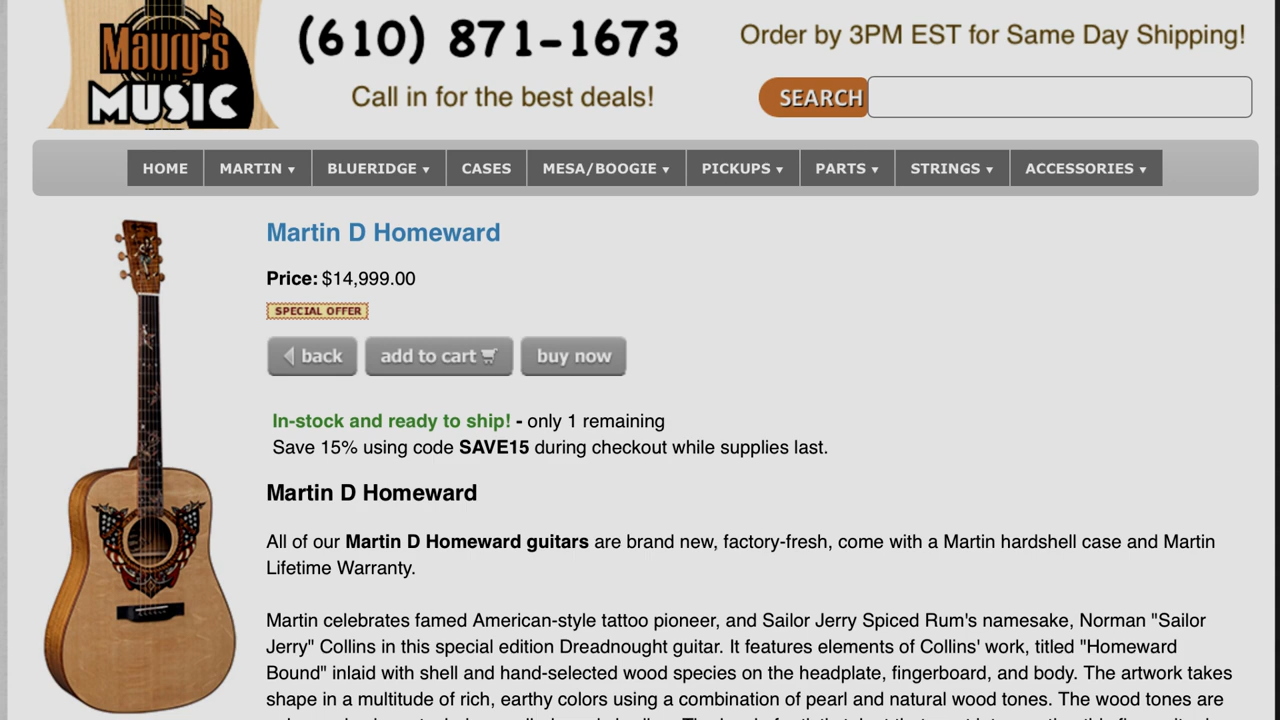 Maury's
MUSIC
(610) 871-1673
Call in for the best deals!
Order by 3PM EST for Same Day Shipping!
SEARCH
HOME MARTIN ▾ BLUERIDGE ▾ CASES MESA/BOOGIE ▾ PICKUPS ▾ PARTS ▾ STRINGS ▾ ACCESSORIES ▾
Martin D Homeward
Price: $14,999.00
SPECIAL OFFER
back add to cart buy now
In-stock and ready to ship! - only 1 remaining
Save 15% using code SAVE15 during checkout while supplies last.
Martin D Homeward
All of our Martin D Homeward guitars are brand new, factory-fresh, come with a Martin hardshell case and Martin
Lifetime Warranty.
Martin celebrates famed American-style tattoo pioneer, and Sailor Jerry Spiced Rum's namesake, Norman "Sailor
Jerry" Collins in this special edition Dreadnought guitar. It features elements of Collins' work, titled "Homeward
Bound" inlaid with shell and hand-selected wood species on the headplate, fingerboard, and body. The artwork takes
shape in a multitude of rich, earthy colors using a combination of pearl and natural wood tones. The wood tones are